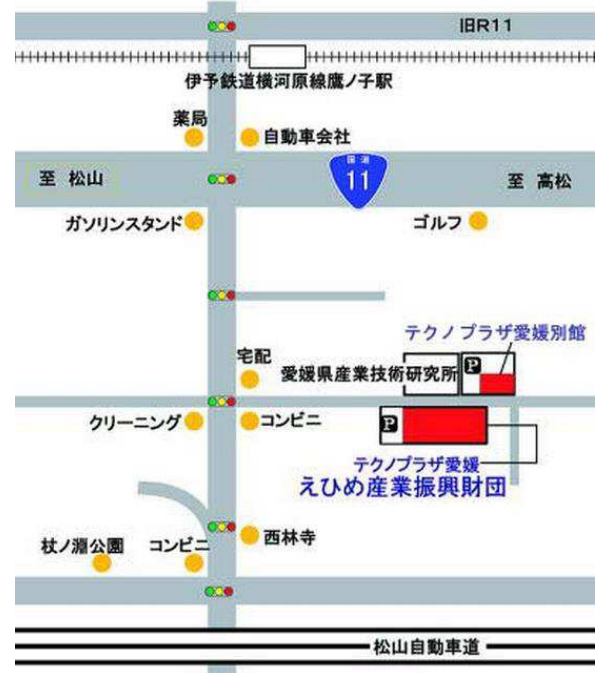 旧R11
伊予鉄道横河原線鷹ノ子駅
薬局
自動車会社
至 松山
国道
11
至 高松
ガソリンスタンド
ゴルフ
テクノプラザ愛媛別館
宅配
愛媛県産業技術研究所
P
クリーニング
コンビニ
P
テクノプラザ愛媛
えひめ産業振興財団
西林寺
杖ノ淵公園
コンビニ
松山自動車道